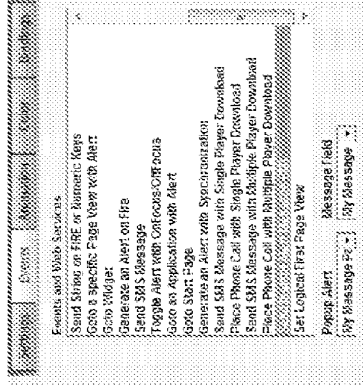 Events
Events and Web Services
Send String on FIRE or Numeric Keys
Goto a specific Page View with Alert
Goto Widget
Generate an Alert on Fire
Send SMS Message
Toggle Alert with OnFocus/OffFocus
Goto an Application with Alert
Goto Start Page
Generate an Alert with Synchronization
Send SMS Message with Single Player Download
Place Phone Call with Single Player Download
Send SMS Message with Multiple Player Download
Place Phone Call with Multiple Player Download
Set Logical First Page View
Popup Alert
Message Field
My Message
My Message